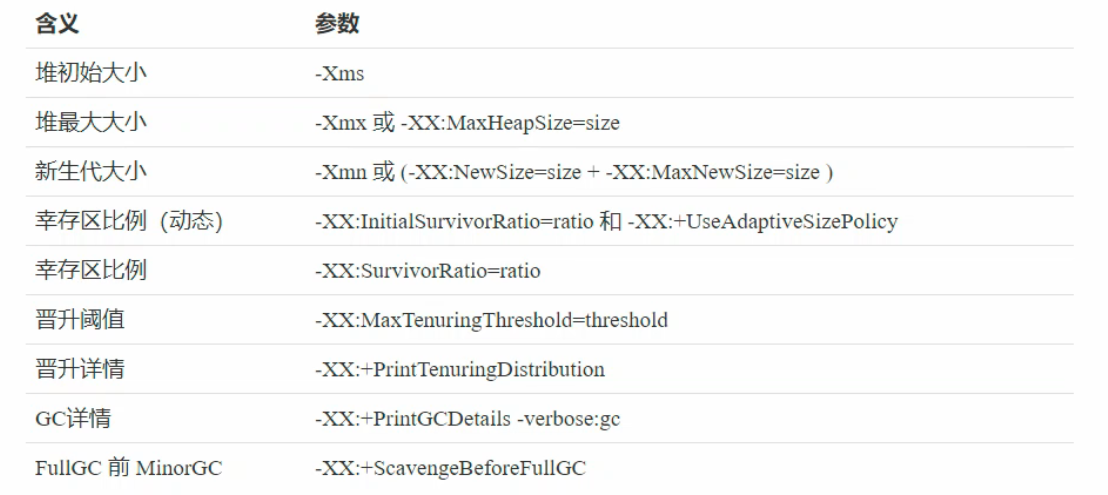 含义 参数
堆初始大小 -Xms
堆最大大小 -Xmx 或 -XX:MaxHeapSize=size
新生代大小 -Xmn 或 (-XX:NewSize=size + -XX:MaxNewSize=size )
幸存区比例（动态） -XX:InitialSurvivorRatio=ratio 和 -XX:+UseAdaptiveSizePolicy
幸存区比例 -XX:SurvivorRatio=ratio
晋升阈值 -XX:MaxTenuringThreshold=threshold
晋升详情 -XX:+PrintTenuringDistribution
GC详情 -XX:+PrintGCDetails -verbose:gc
FullGC 前 MinorGC -XX:+ScavengeBeforeFullGC